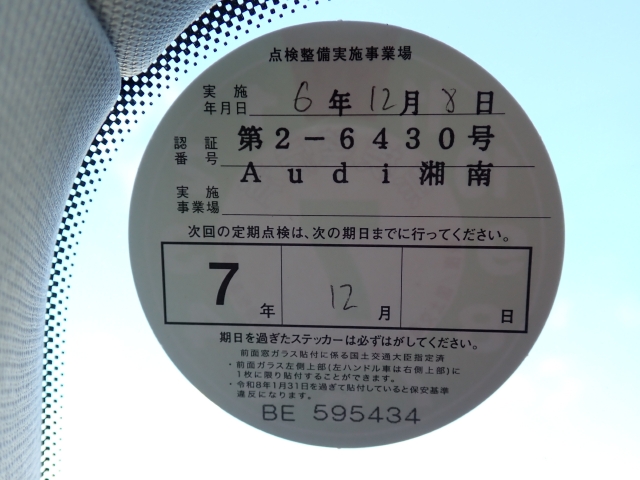 点検整備実施事業場
実施年月日 6年12月8日
認証番号 第2-6430号
実施事業場 Audi湘南
次回の定期点検は、次の期日までに行ってください。
7年 12月 日
期日を過ぎたステッカーは必ずはがしてください。
前面窓ガラス貼付に係る国土交通大臣指定済
・前面ガラス左側上部(左ハンドル車は右側上部)に
1枚に限り貼付することができます。
・令和8年1月31日を過ぎて貼付していると保安基準
違反になります。
BE 595434